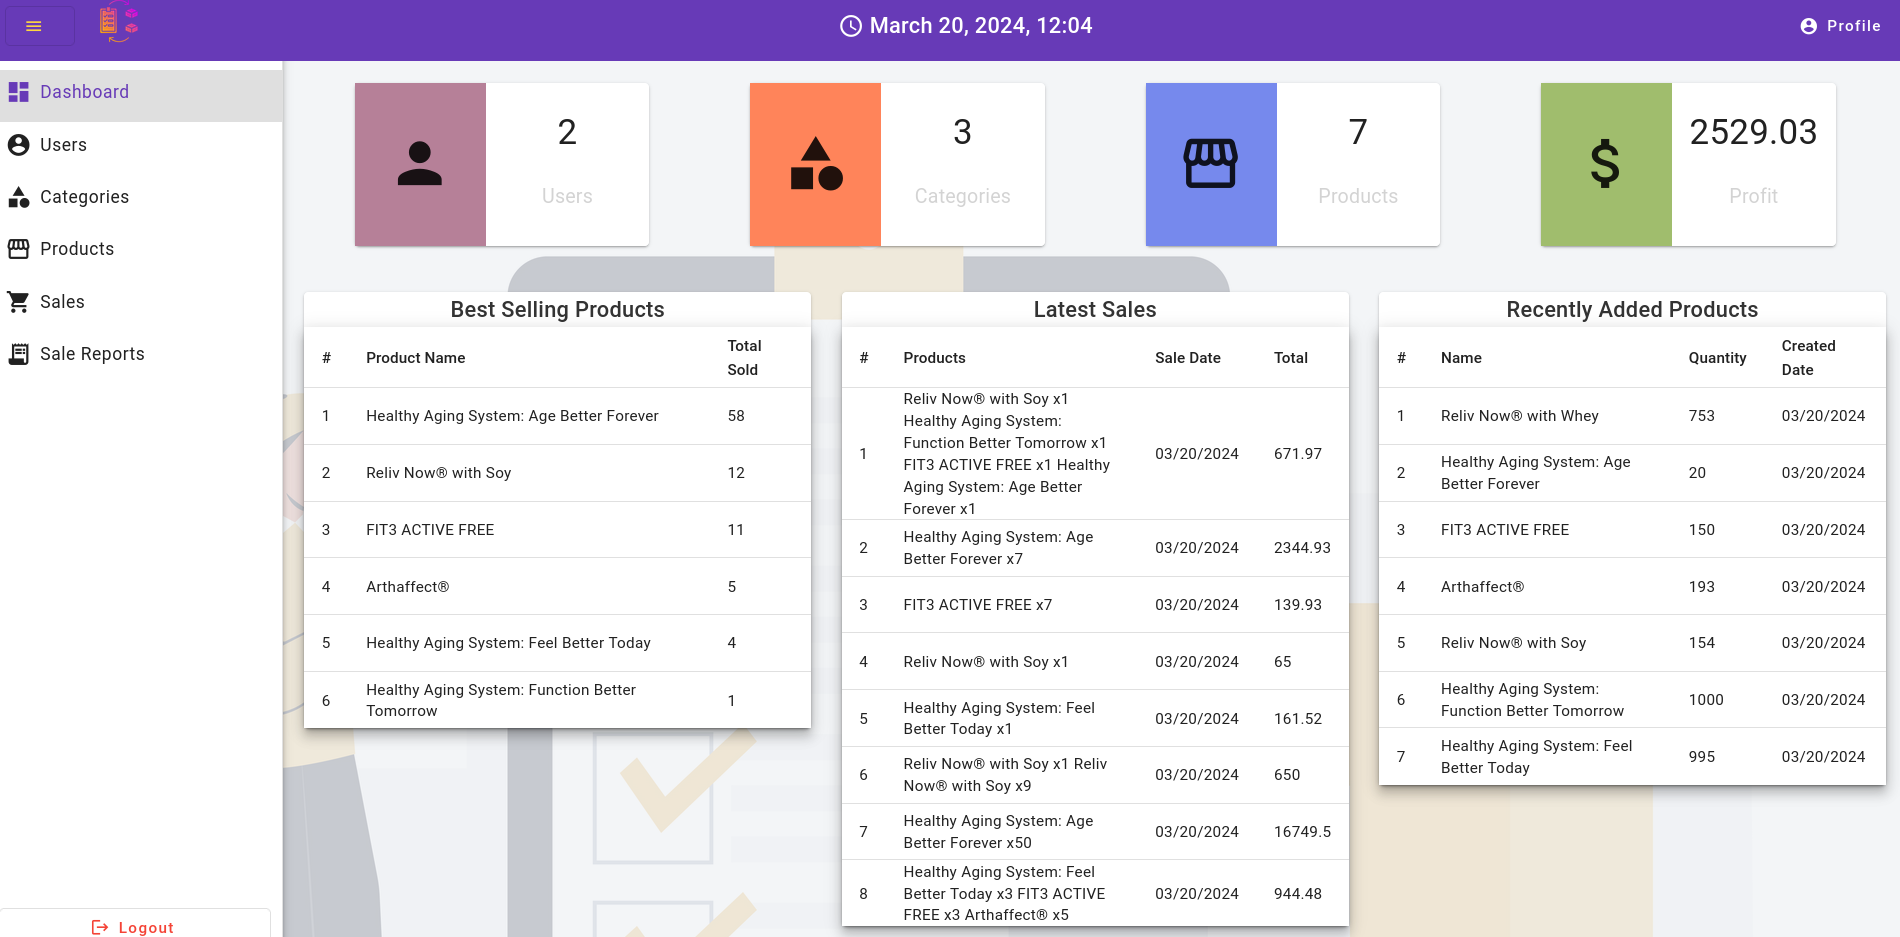 March 20, 2024, 12:04
Profile
Dashboard
Users
Categories
Products
Sales
Sale Reports
Logout
2
Users
3
Categories
7
Products
2529.03
Profit
Best Selling Products
# Product Name Total
Sold
1 Healthy Aging System: Age Better Forever 58
2 Reliv Now® with Soy 12
3 FIT3 ACTIVE FREE 11
4 Arthaffect® 5
5 Healthy Aging System: Feel Better Today 4
6 Healthy Aging System: Function Better 1
Tomorrow
Latest Sales
# Products Sale Date Total
Reliv Now® with Soy x1
Healthy Aging System:
Function Better Tomorrow x1
1 03/20/2024 671.97
FIT3 ACTIVE FREE x1 Healthy
Aging System: Age Better
Forever x1
2 Healthy Aging System: Age 03/20/2024 2344.93
Better Forever x7
3 FIT3 ACTIVE FREE x7 03/20/2024 139.93
4 Reliv Now® with Soy x1 03/20/2024 65
5 Healthy Aging System: Feel 03/20/2024 161.52
Better Today x1
6 Reliv Now® with Soy x1 Reliv 03/20/2024 650
Now® with Soy x9
7 Healthy Aging System: Age 03/20/2024 16749.5
Better Forever x50
Healthy Aging System: Feel
8 Better Today x3 FIT3 ACTIVE 03/20/2024 944.48
FREE x3 Arthaffect® x5
Recently Added Products
# Name Quantity Created
Date
1 Reliv Now® with Whey 753 03/20/2024
2 Healthy Aging System: Age 20 03/20/2024
Better Forever
3 FIT3 ACTIVE FREE 150 03/20/2024
4 Arthaffect® 193 03/20/2024
5 Reliv Now® with Soy 154 03/20/2024
6 Healthy Aging System: 1000 03/20/2024
Function Better Tomorrow
7 Healthy Aging System: Feel 995 03/20/2024
Better Today